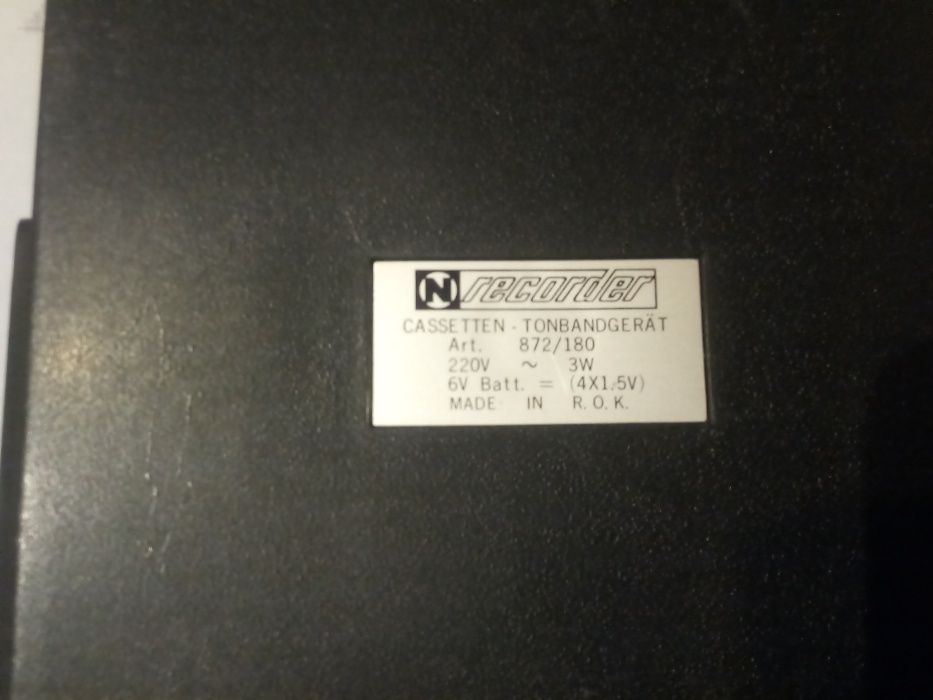 N recorder
CASSETTEN - TONBANDGERÄT
Art. 872/180
220V ~ 3W
6V Batt. = (4X1,5V)
MADE IN R.O.K.